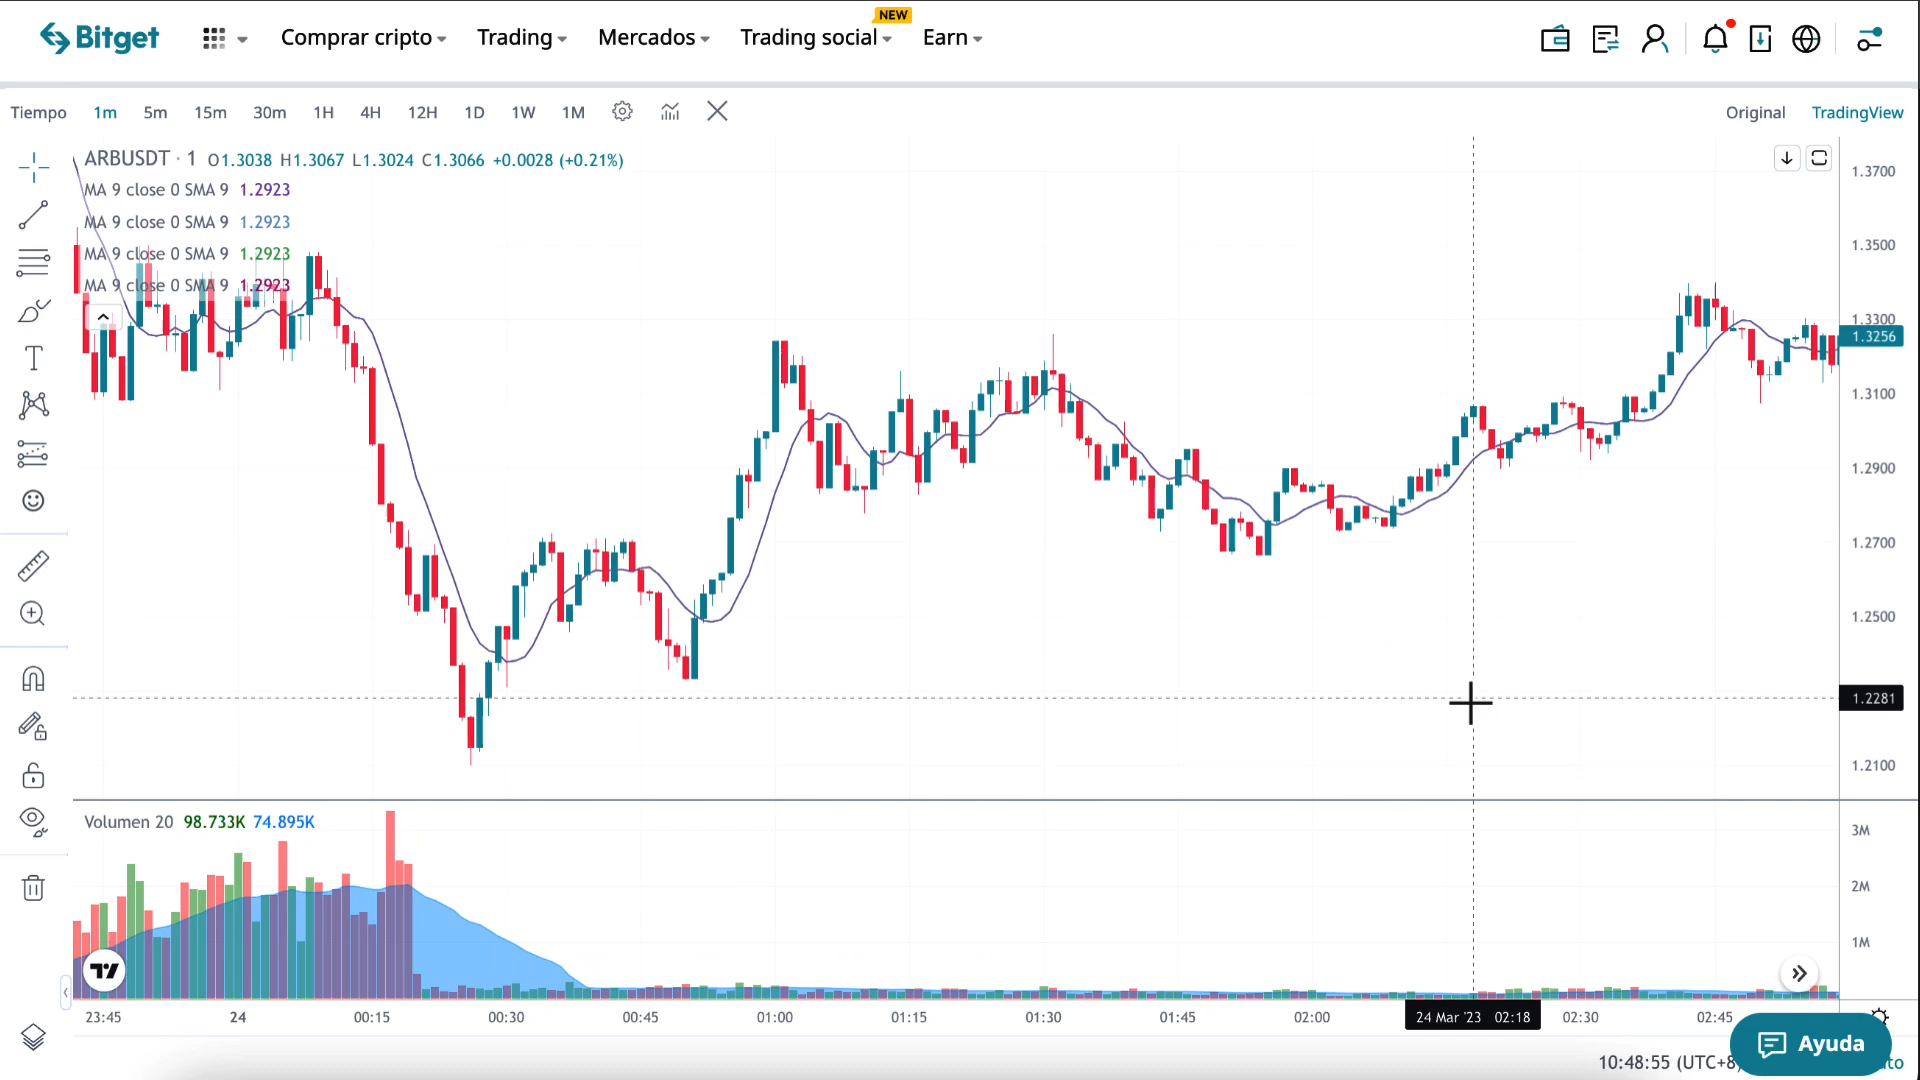 Bitget
Comprar cripto
Trading
Mercados
Trading social
NEW
Earn
Tiempo 1m 5m 15m 30m 1H 4H 12H 1D 1W 1M
Original TradingView
ARBUSDT · 1 O1.3038 H1.3067 L1.3024 C1.3066 +0.0028 (+0.21%)
MA 9 close 0 SMA 9 1.2923
MA 9 close 0 SMA 9 1.2923
MA 9 close 0 SMA 9 1.2923
MA 9 close 0 SMA 9 1.2923
1.3700
1.3500
1.3300
1.3256
1.3100
1.2900
1.2700
1.2500
1.2281
1.2100
Volumen 20 98.733K 74.895K
3M
2M
1M
23:45 24 00:15 00:30 00:45 01:00 01:15 01:30 01:45 02:00 24 Mar '23 02:18 02:30 02:45
Ayuda
10:48:55 (UTC+8)